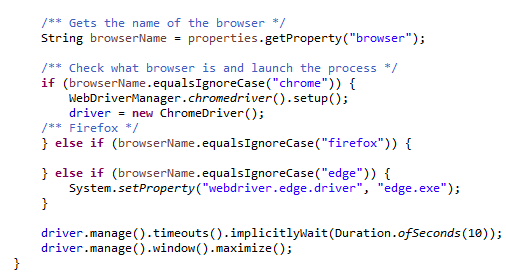 /** Gets the name of the browser */
String browserName = properties.getProperty("browser");
/** Check what browser is and launch the process */
if (browserName.equalsIgnoreCase("chrome")) {
WebDriverManager.chromedriver().setup();
driver = new ChromeDriver();
/** Firefox */
} else if (browserName.equalsIgnoreCase("firefox")) {
} else if (browserName.equalsIgnoreCase("edge")) {
System.setProperty("webdriver.edge.driver", "edge.exe");
}
driver.manage().timeouts().implicitlyWait(Duration.ofSeconds(10));
driver.manage().window().maximize();
}